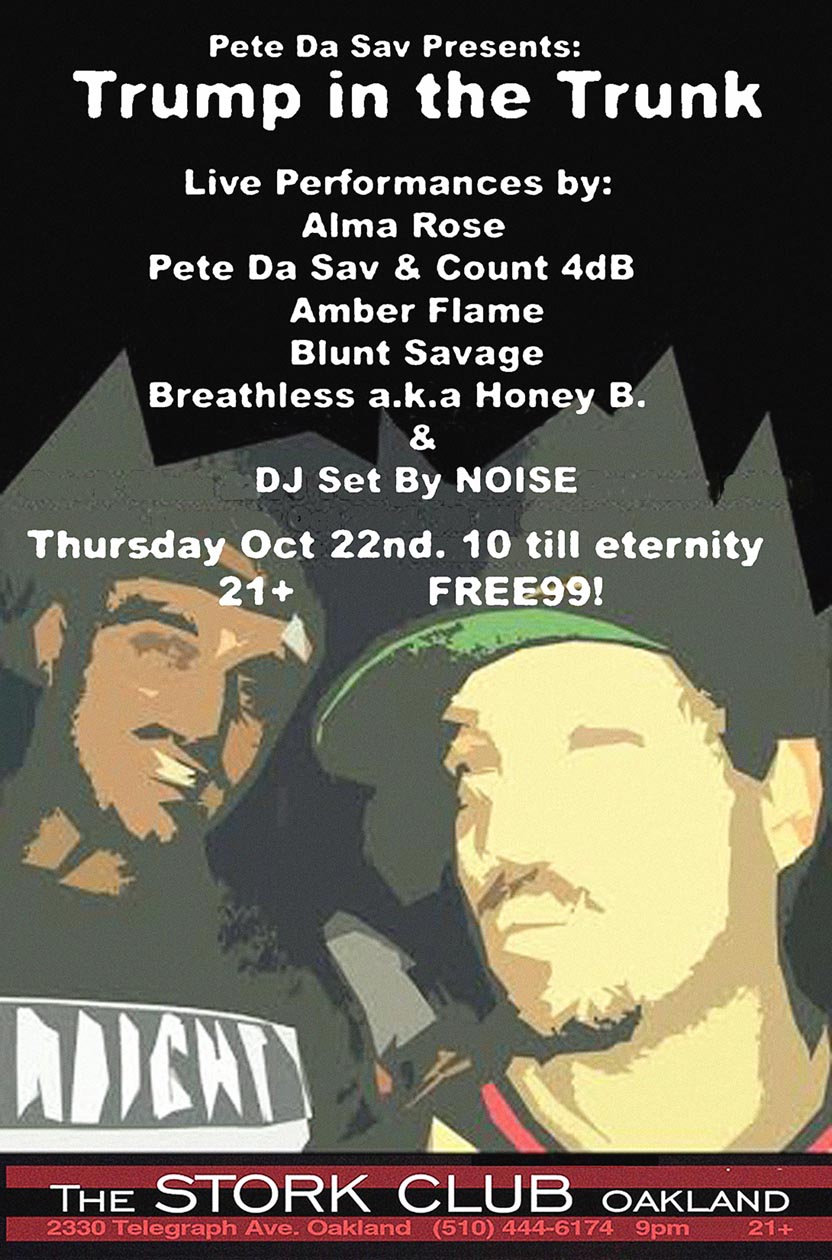 Pete Da Sav Presents:
Trump in the Trunk
Live Performances by:
Alma Rose
Pete Da Sav & Count 4dB
Amber Flame
Blunt Savage
Breathless a.k.a Honey B.
&
DJ Set By NOISE
Thursday Oct 22nd. 10 till eternity
21+ FREE99!
THE STORK CLUB OAKLAND
2330 Telegraph Ave. Oakland (510) 444-6174 9pm 21+